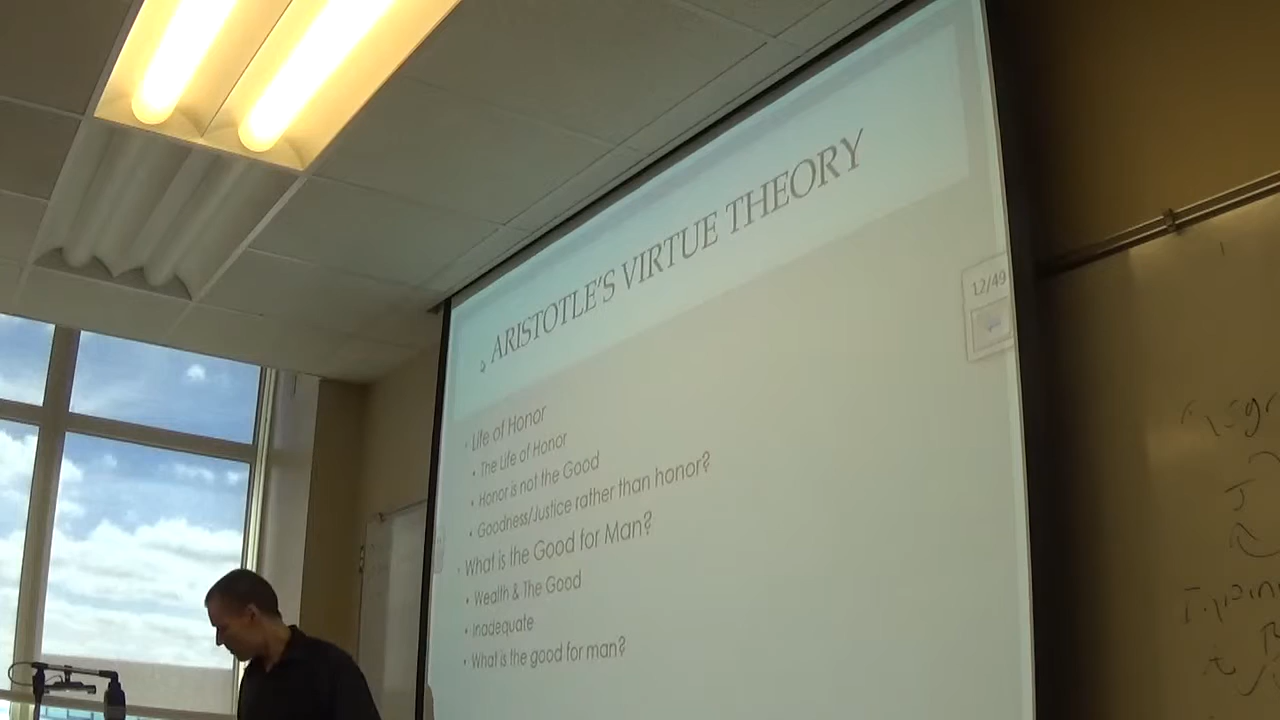 ARISTOTLE'S VIRTUE THEORY
12/49
• Life of Honor
• The Life of Honor
• Honor is not the Good
• Goodness/Justice rather than honor?
• What is the Good for Man?
• Wealth & The Good
• Inadequate
• What is the good for man?